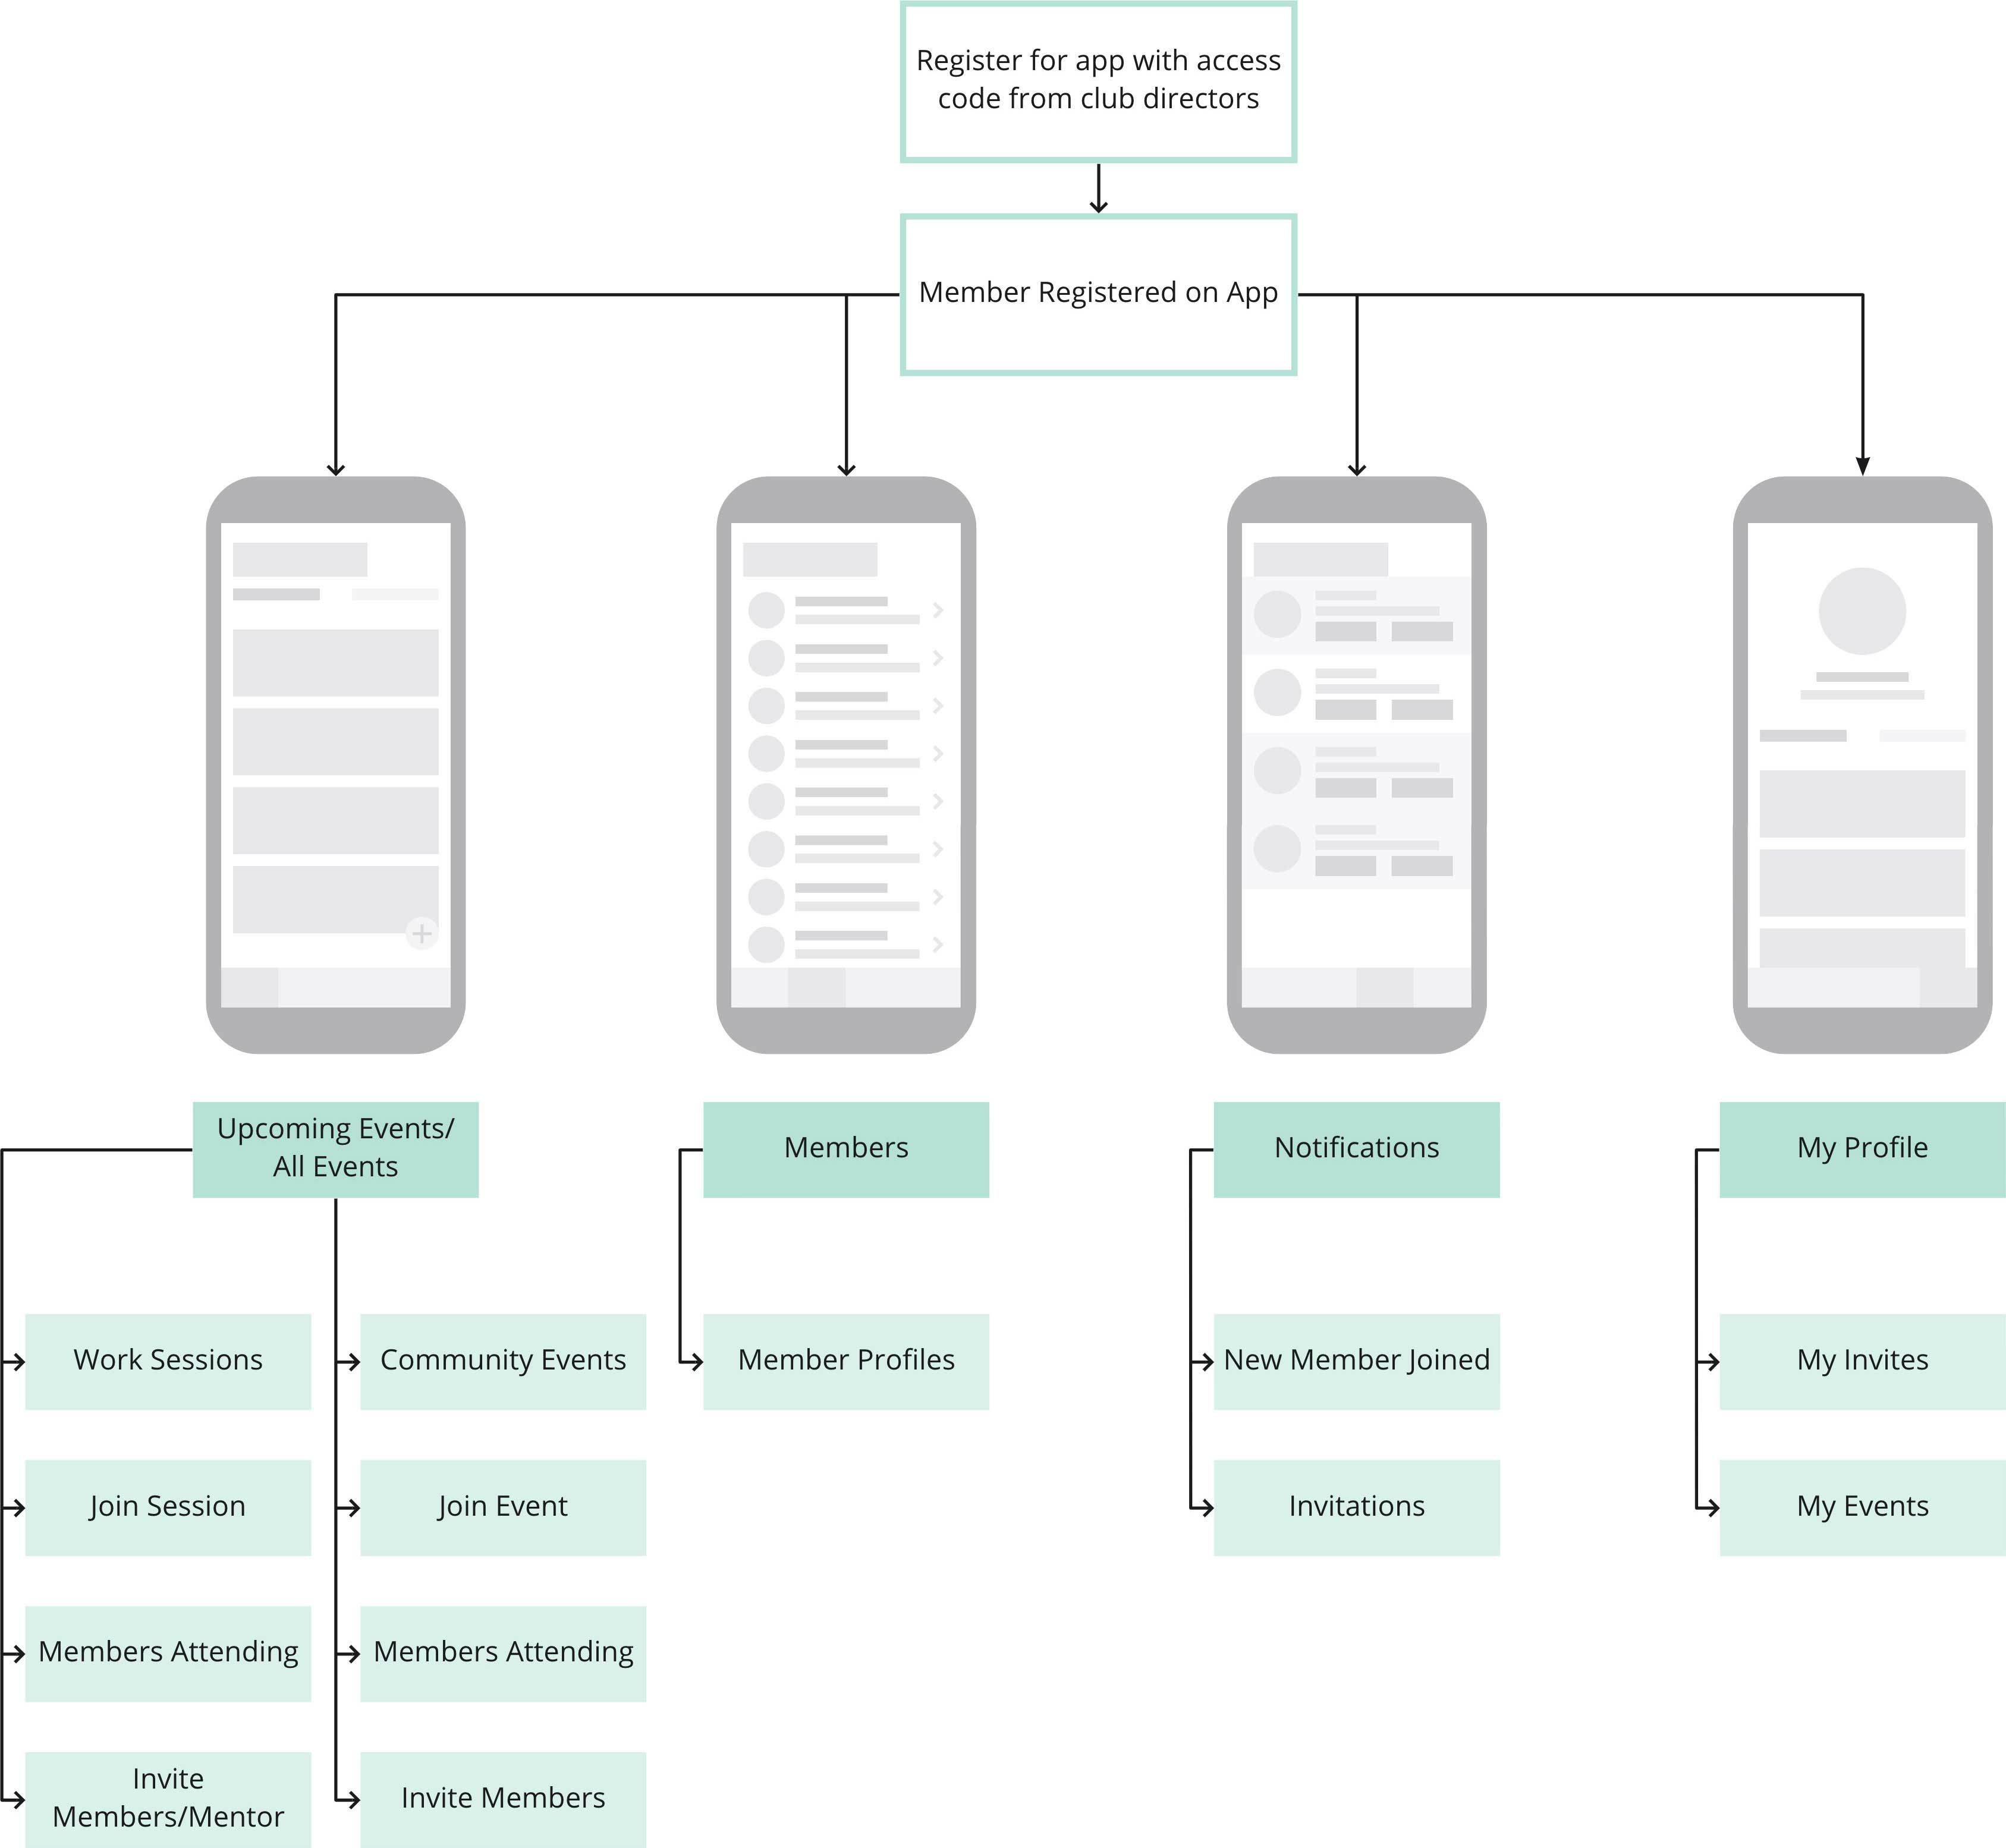 Register for app with access
code from club directors
Member Registered on App
Upcoming Events/
All Events
Members
Notifications
My Profile
Work Sessions
Community Events
Member Profiles
New Member Joined
My Invites
Join Session
Join Event
Invitations
My Events
Members Attending
Members Attending
Invite
Members/Mentor
Invite Members